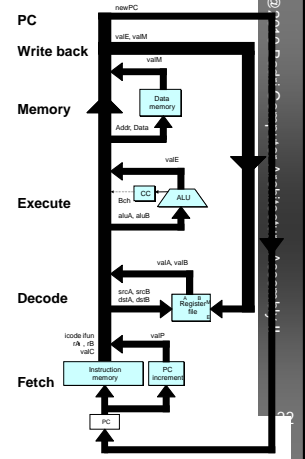 newPC
PC
valE, valM
Write back
valM
Data
memory
Memory
Addr, Data
valE
Execute
CC
ALU
Bch
aluA, aluB
valA, valB
Decode
srcA, srcB
dstA, dstB
A B
Register
file
M
E
icode ifun
rA , rB
valC
valP
Fetch
Instruction
memory
PC
increment
PC